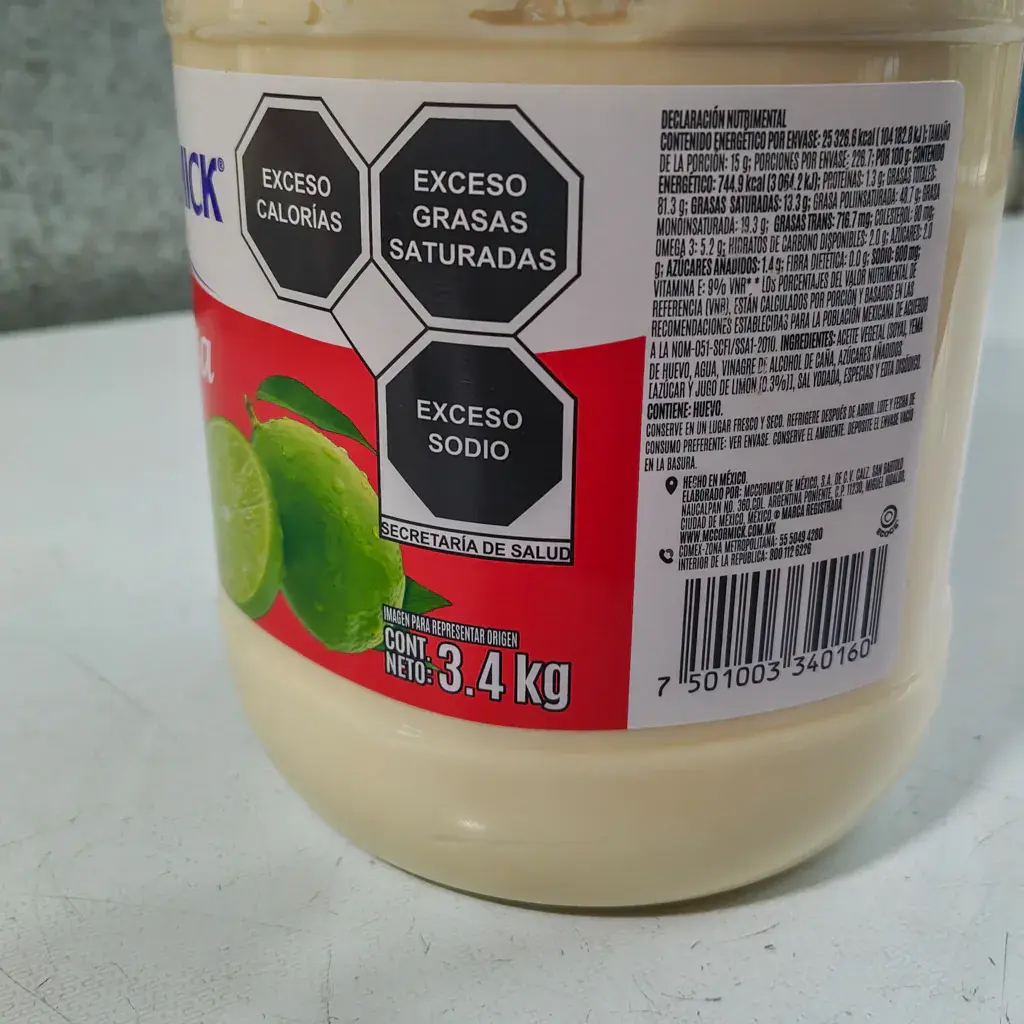 ICK®
a
EXCESO
CALORÍAS
EXCESO
GRASAS
SATURADAS
EXCESO
SODIO
SECRETARÍA DE SALUD
IMAGEN PARA REPRESENTAR ORIGEN
CONT.
NETO: 3.4 kg
DECLARACIÓN NUTRIMENTAL
CONTENIDO ENERGÉTICO POR ENVASE: 25 326.6 kcal (104 182.8 kJ); TAMAÑO
DE LA PORCIÓN: 15 g; PORCIONES POR ENVASE: 226.7; POR 100 g: CONTENIDO
ENERGÉTICO: 744.9 kcal (3 064.2 kJ); PROTEÍNAS: 1.3 g; GRASAS TOTALES:
81.3 g; GRASAS SATURADAS: 13.3 g; GRASA POLIINSATURADA: 48.7 g; GRASA
MONOINSATURADA: 19.3 g; GRASAS TRANS: 716.7 mg; COLESTEROL: 80 mg;
OMEGA 3: 5.2 g; HIDRATOS DE CARBONO DISPONIBLES: 2.0 g; AZÚCARES: 2.0
g; AZÚCARES AÑADIDOS: 1.4 g; FIBRA DIETÉTICA: 0.0 g; SODIO: 600 mg;
VITAMINA E: 9% VNR** LOS PORCENTAJES DEL VALOR NUTRIMENTAL DE
REFERENCIA (VNR), ESTÁN CALCULADOS POR PORCIÓN Y BASADOS EN LAS
RECOMENDACIONES ESTABLECIDAS PARA LA POBLACIÓN MEXICANA DE ACUERDO
A LA NOM-051-SCFI/SSA1-2010. INGREDIENTES: ACEITE VEGETAL (SOYA), YEMA
DE HUEVO, AGUA, VINAGRE DE ALCOHOL DE CAÑA, AZÚCARES AÑADIDOS
[AZÚCAR Y JUGO DE LIMÓN (0.3%)], SAL YODADA, ESPECIAS Y EDTA DISÓDICO.
CONTIENE: HUEVO.
CONSERVE EN UN LUGAR FRESCO Y SECO. REFRIGERE DESPUÉS DE ABRIR. LOTE Y FECHA DE
CONSUMO PREFERENTE: VER ENVASE. CONSERVE EL AMBIENTE. DEPOSITE EL ENVASE VACÍO
EN LA BASURA.
HECHO EN MÉXICO.
ELABORADO POR: MCCORMICK DE MÉXICO, S.A. DE C.V. CALZ. SAN BARTOLO
NAUCALPAN NO. 360,COL. ARGENTINA PONIENTE, C.P. 11230, MIGUEL HIDALGO,
CIUDAD DE MÉXICO, MÉXICO ® MARCA REGISTRADA
WWW.MCCORMICK.COM.MX
CDMEX-ZONA METROPOLITANA: 55 5049 4280
INTERIOR DE LA REPÚBLICA: 800 112 6226
7 501003 340160